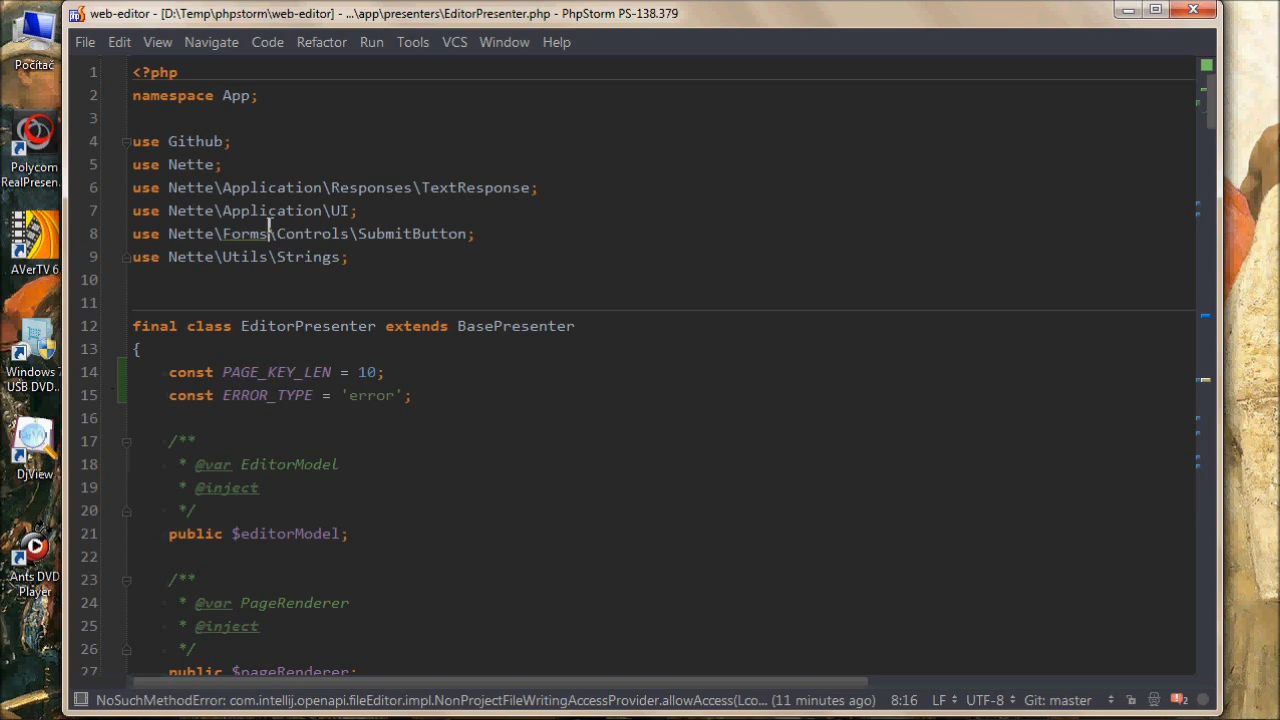 web-editor - [D:\Temp\phpstorm\web-editor] - ...\app\presenters\EditorPresenter.php - PhpStorm PS-138.379
File Edit View Navigate Code Refactor Run Tools VCS Window Help
Počítač
Polycom
RealPresen...
AVerTV 6
Windows 7
USB DVD...
DjView
Ants DVD
Player
1 <?php
2 namespace App;
3
4 use Github;
5 use Nette;
6 use Nette\Application\Responses\TextResponse;
7 use Nette\Application\UI;
8 use Nette\Forms\Controls\SubmitButton;
9 use Nette\Utils\Strings;
10
11
12 final class EditorPresenter extends BasePresenter
13 {
14 const PAGE_KEY_LEN = 10;
15 const ERROR_TYPE = 'error';
16
17 /**
18 * @var EditorModel
19 * @inject
20 */
21 public $editorModel;
22
23 /**
24 * @var PageRenderer
25 * @inject
26 */
27 public $pageRenderer;
NoSuchMethodError: com.intellij.openapi.fileEditor.impl.NonProjectFileWritingAccessProvider.allowAccess(Lco... (11 minutes ago) 8:16 LF UTF-8 Git: master 2